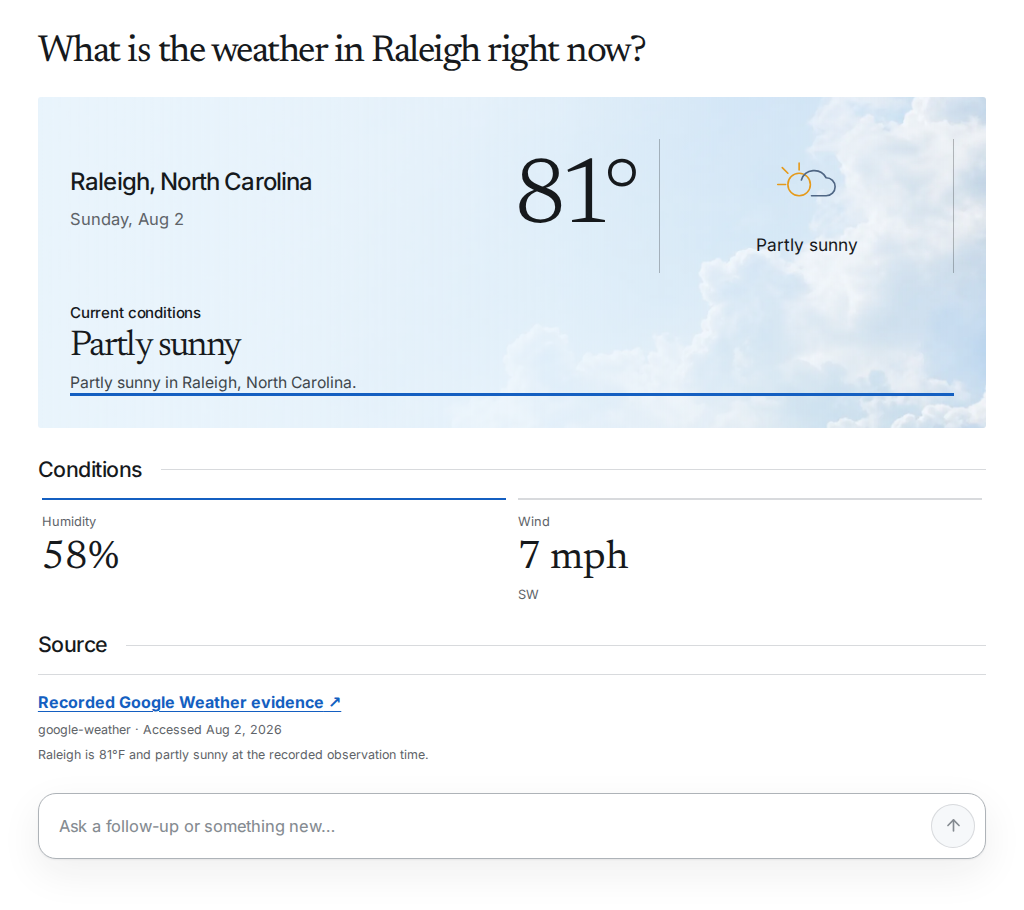 What is the weather in Raleigh right now?
Raleigh, North Carolina
Sunday, Aug 2
81°
Partly sunny
Current conditions
Partly sunny
Partly sunny in Raleigh, North Carolina.
Conditions
Humidity
58%
Wind
7 mph
SW
Source
Recorded Google Weather evidence ↗
google-weather · Accessed Aug 2, 2026
Raleigh is 81°F and partly sunny at the recorded observation time.
Ask a follow-up or something new...